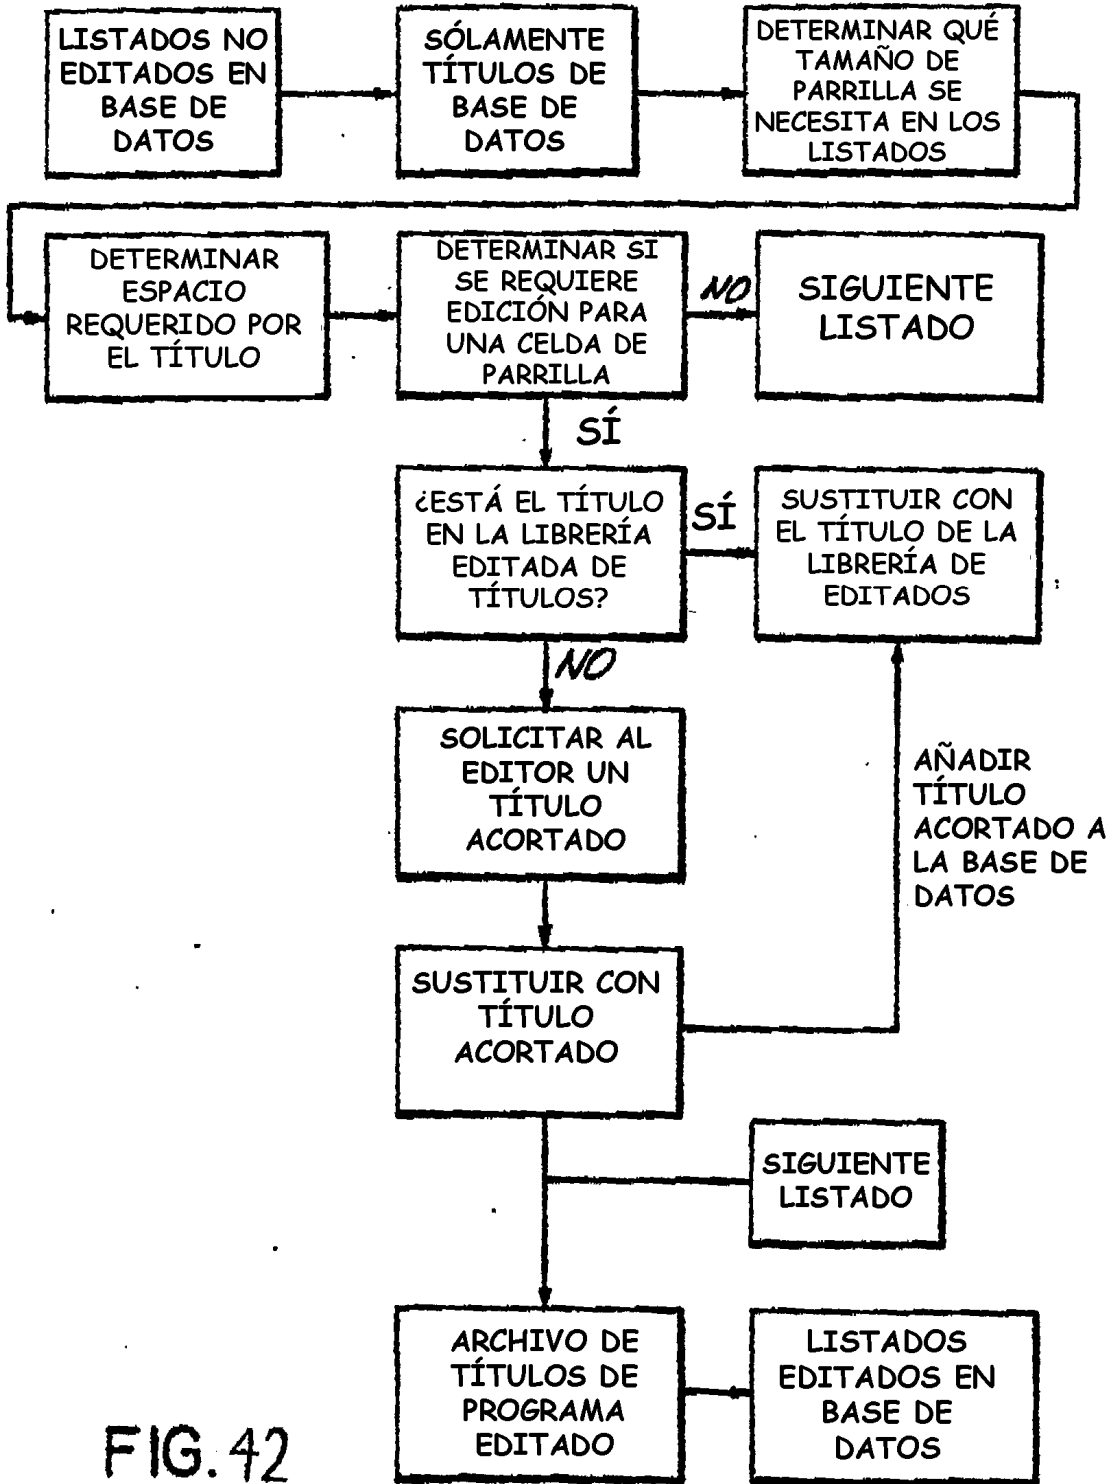 LISTADOS NO
EDITADOS EN
BASE DE
DATOS
SÓLAMENTE
TÍTULOS DE
BASE DE
DATOS
DETERMINAR QUÉ
TAMAÑO DE
PARRILLA SE
NECESITA EN LOS
LISTADOS
DETERMINAR
ESPACIO
REQUERIDO POR
EL TÍTULO
DETERMINAR SI
SE REQUIERE
EDICIÓN PARA
UNA CELDA DE
PARRILLA
NO
SIGUIENTE
LISTADO
SÍ
¿ESTÁ EL TÍTULO
EN LA LIBRERÍA
EDITADA DE
TÍTULOS?
SÍ
SUSTITUIR CON
EL TÍTULO DE LA
LIBRERÍA DE
EDITADOS
NO
SOLICITAR AL
EDITOR UN
TÍTULO
ACORTADO
AÑADIR
TÍTULO
ACORTADO A
LA BASE DE
DATOS
SUSTITUIR CON
TÍTULO
ACORTADO
SIGUIENTE
LISTADO
ARCHIVO DE
TÍTULOS DE
PROGRAMA
EDITADO
LISTADOS
EDITADOS EN
BASE DE
DATOS
FIG. 42